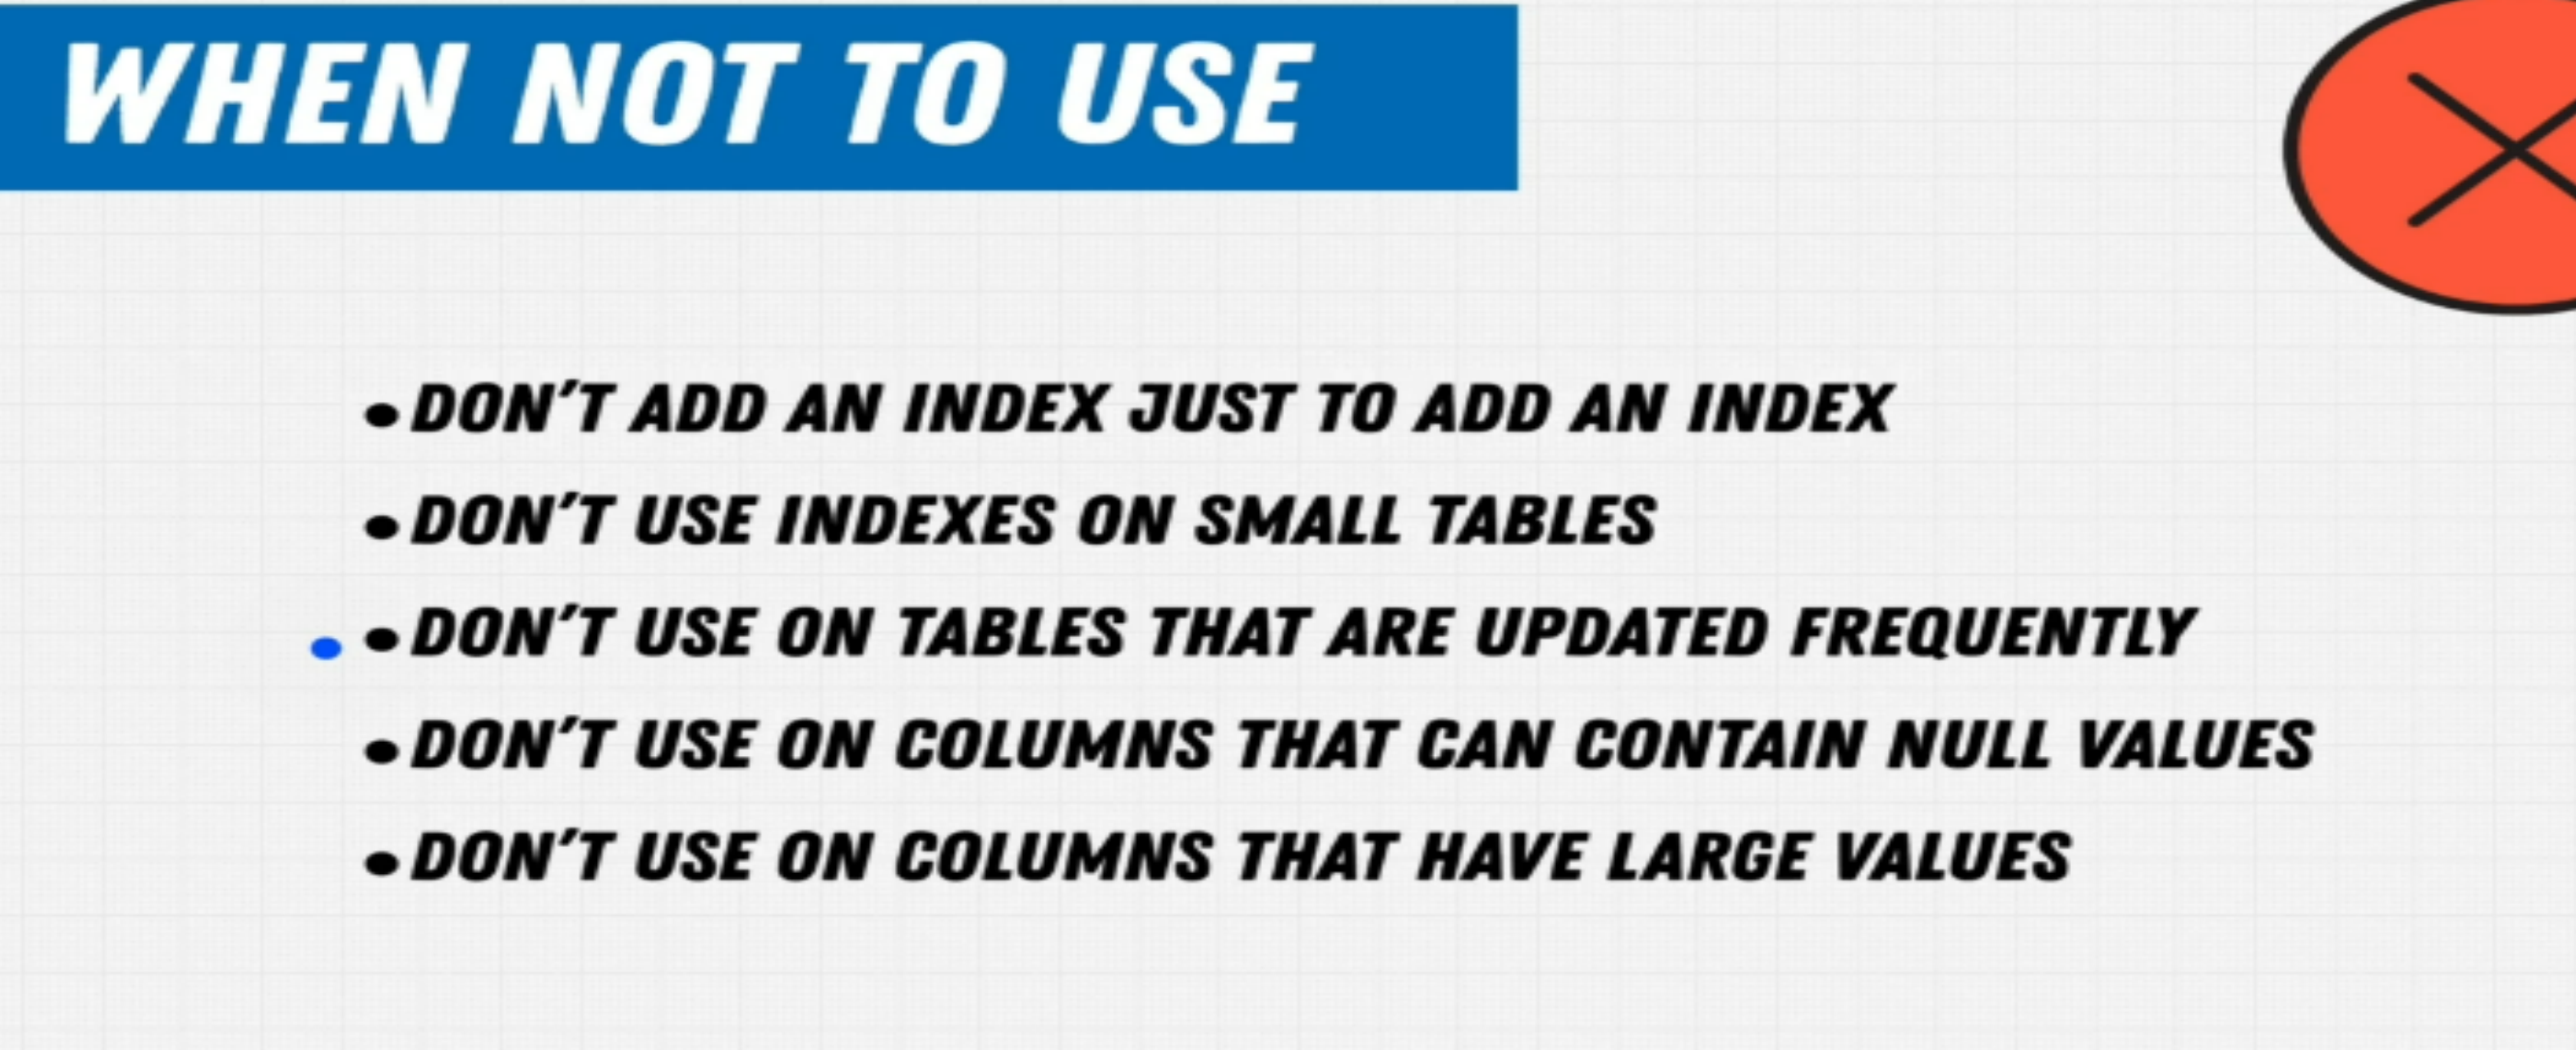 WHEN NOT TO USE
•DON'T ADD AN INDEX JUST TO ADD AN INDEX
•DON'T USE INDEXES ON SMALL TABLES
•DON'T USE ON TABLES THAT ARE UPDATED FREQUENTLY
•DON'T USE ON COLUMNS THAT CAN CONTAIN NULL VALUES
•DON'T USE ON COLUMNS THAT HAVE LARGE VALUES